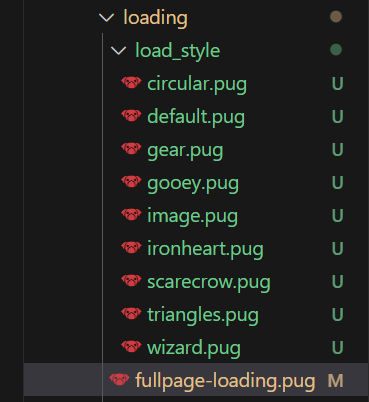 loading
load_style
circular.pug U
default.pug U
gear.pug U
gooey.pug U
image.pug U
ironheart.pug U
scarecrow.pug U
triangles.pug U
wizard.pug U
fullpage-loading.pug M